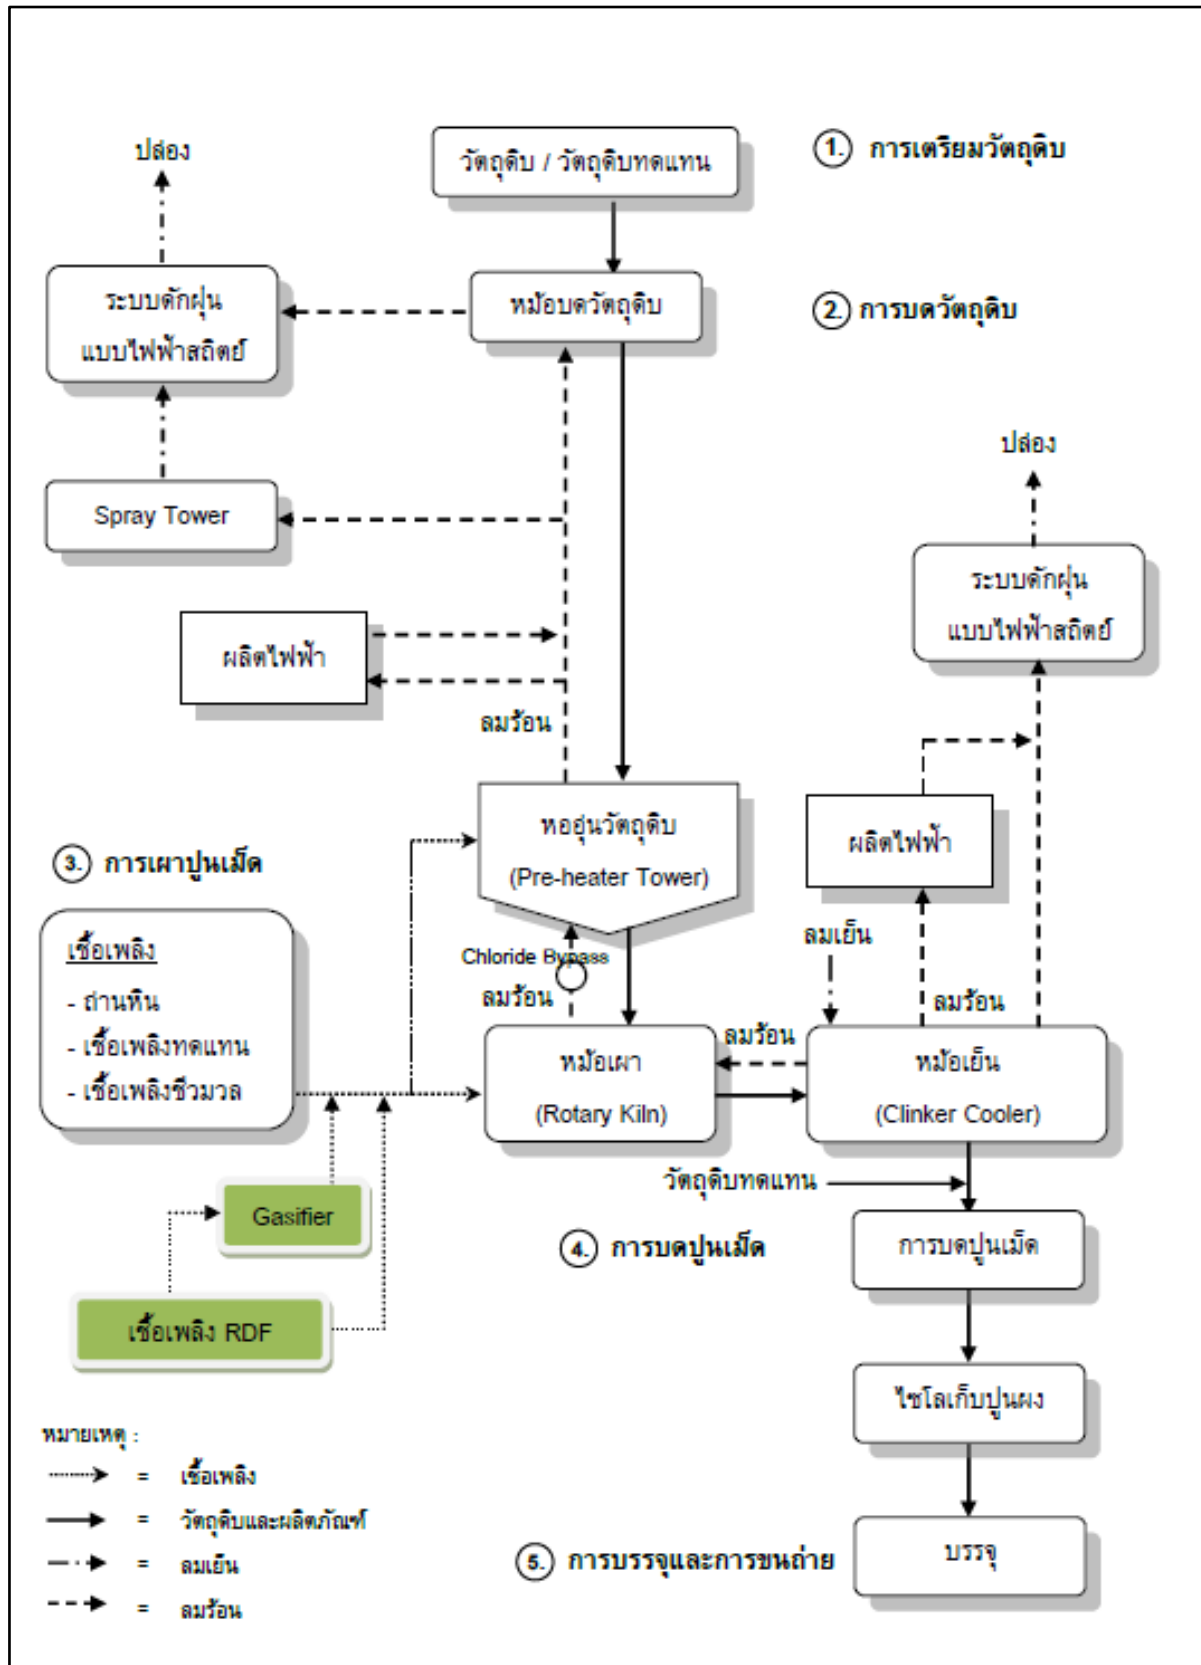 ปล่อง
วัตถุดิบ / วัตถุดิบทดแทน
1. การเตรียมวัตถุดิบ
ระบบดักฝุ่น
แบบไฟฟ้าสถิตย์
หม้อบดวัตถุดิบ
2. การบดวัตถุดิบ
ปล่อง
Spray Tower
ระบบดักฝุ่น
แบบไฟฟ้าสถิตย์
ผลิตไฟฟ้า
ลมร้อน
หออุ่นวัตถุดิบ
(Pre-heater Tower)
ผลิตไฟฟ้า
3. การเผาปูนเม็ด
เชื้อเพลิง
- ถ่านหิน
- เชื้อเพลิงทดแทน
- เชื้อเพลิงชีวมวล
Chloride Bypass
ลมร้อน
ลมเย็น
ลมร้อน
ลมร้อน
หม้อเผา
(Rotary Kiln)
หม้อเย็น
(Clinker Cooler)
วัตถุดิบทดแทน
Gasifier
4. การบดปูนเม็ด
การบดปูนเม็ด
เชื้อเพลิง RDF
ไซโลเก็บปูนผง
หมายเหตุ :
= เชื้อเพลิง
= วัตถุดิบและผลิตภัณฑ์
= ลมเย็น
= ลมร้อน
5. การบรรจุและการขนถ่าย
บรรจุ